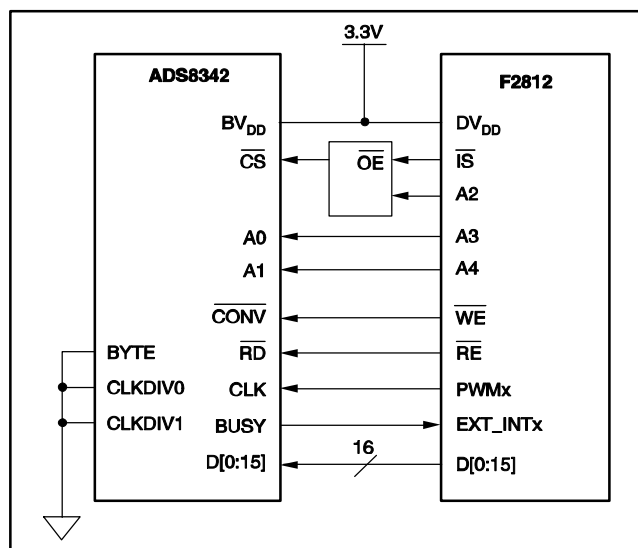 3.3V
ADS8342
F2812
BVDD
DVDD
CS
OE
IS
A2
A0
A3
A1
A4
CONV
WE
BYTE
RD
RE
CLKDIV0
CLK
PWMx
CLKDIV1
BUSY
EXT_INTx
16
D[0:15]
D[0:15]